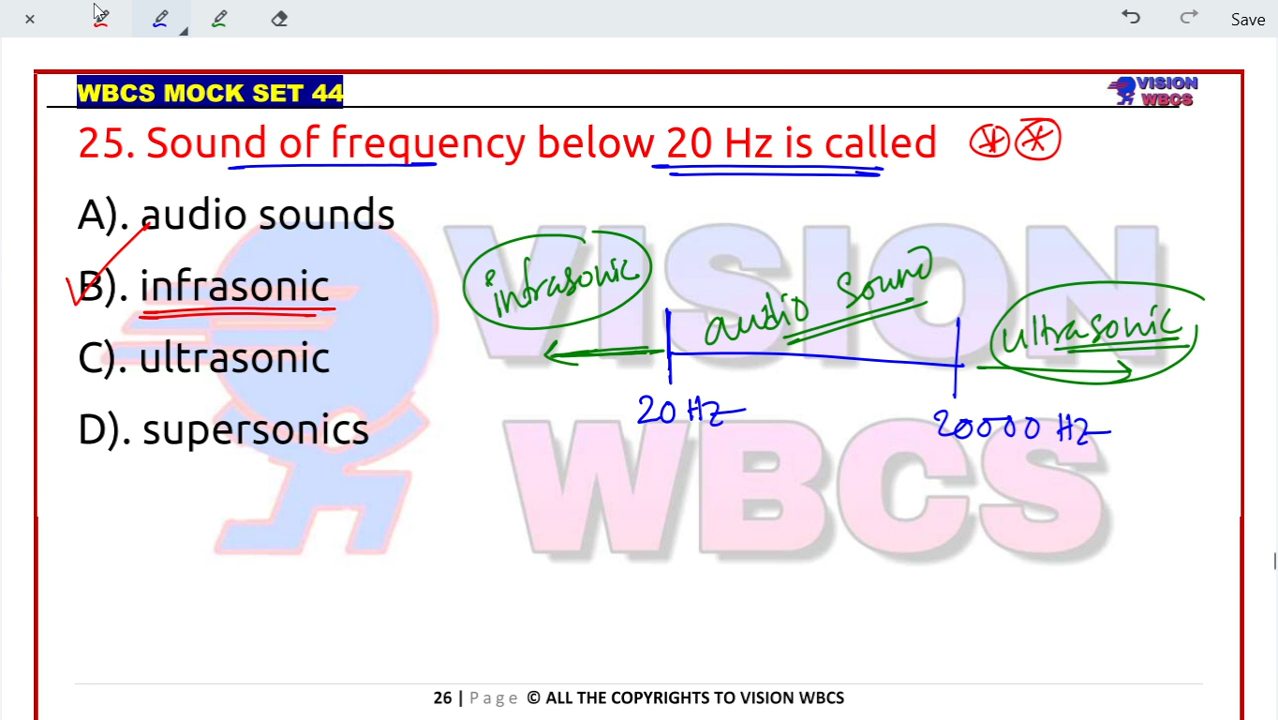 Save
WBCS MOCK SET 44
VISION
WBCS
25. Sound of frequency below 20 Hz is called
A). audio sounds
B). infrasonic
C). ultrasonic
D). supersonics
infrasonic
audio sound
ultrasonic
20 Hz
20000 Hz
VISION
WBCS
26 | Page © ALL THE COPYRIGHTS TO VISION WBCS